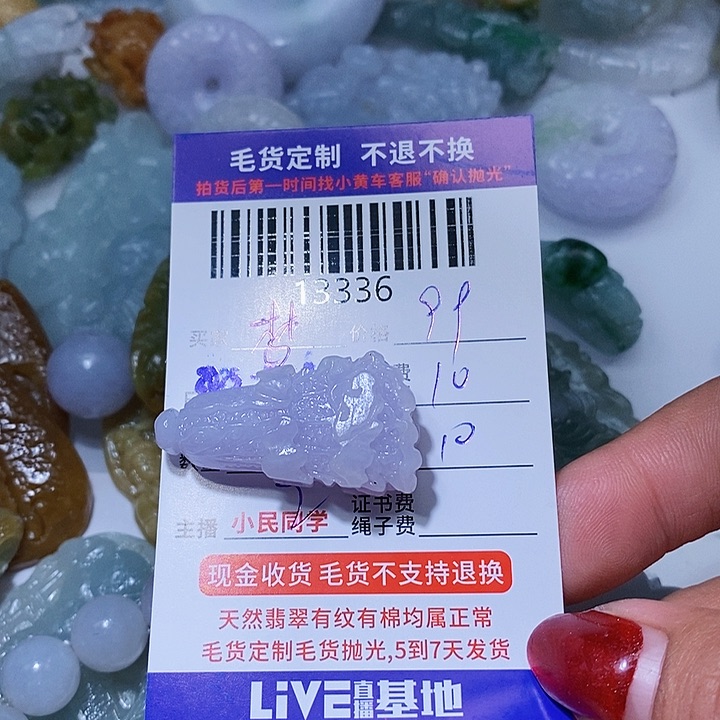 毛货定制 不退不换
拍货后第一时间找小黄车客服“确认抛光”
13336
价格 99
费 10
10
证书费
主播 小民同学 绳子费
现金收货 毛货不支持退换
天然翡翠有纹有棉均属正常
毛货定制毛货抛光,5到7天发货
LiVE直播基地